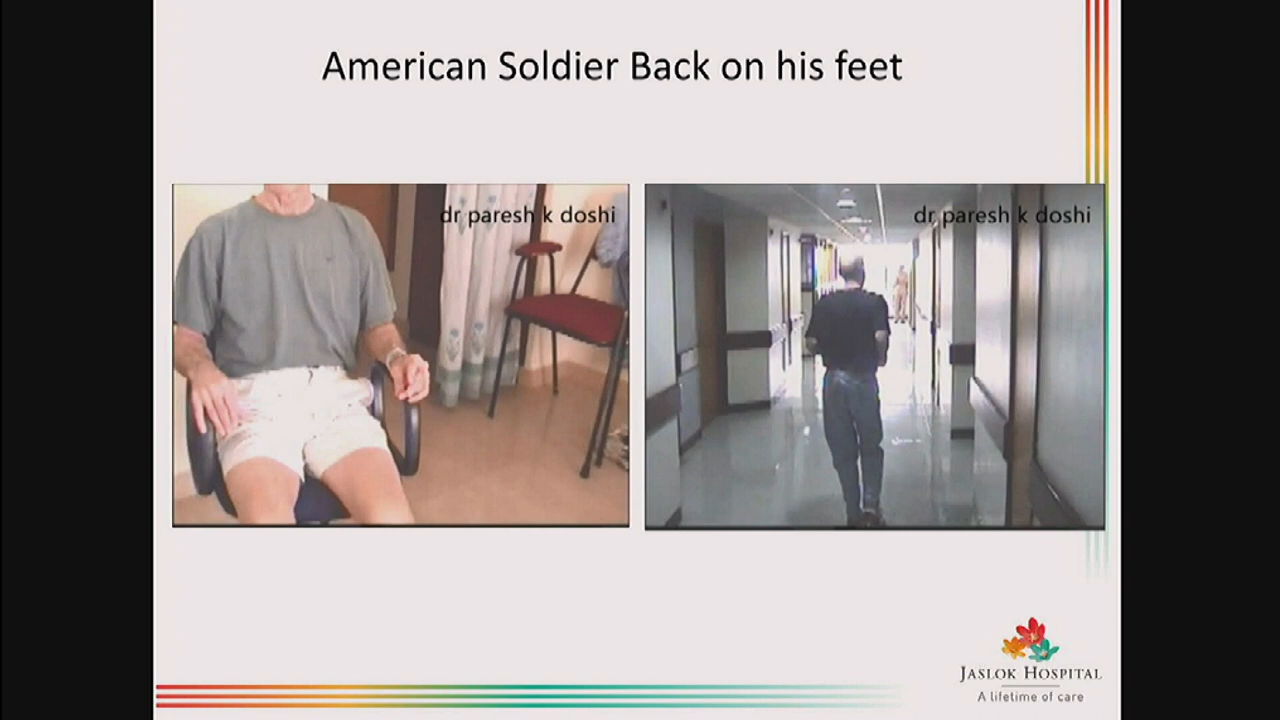 American Soldier Back on his feet
dr paresh k doshi
dr paresh k doshi
JASLOK HOSPITAL
A lifetime of care